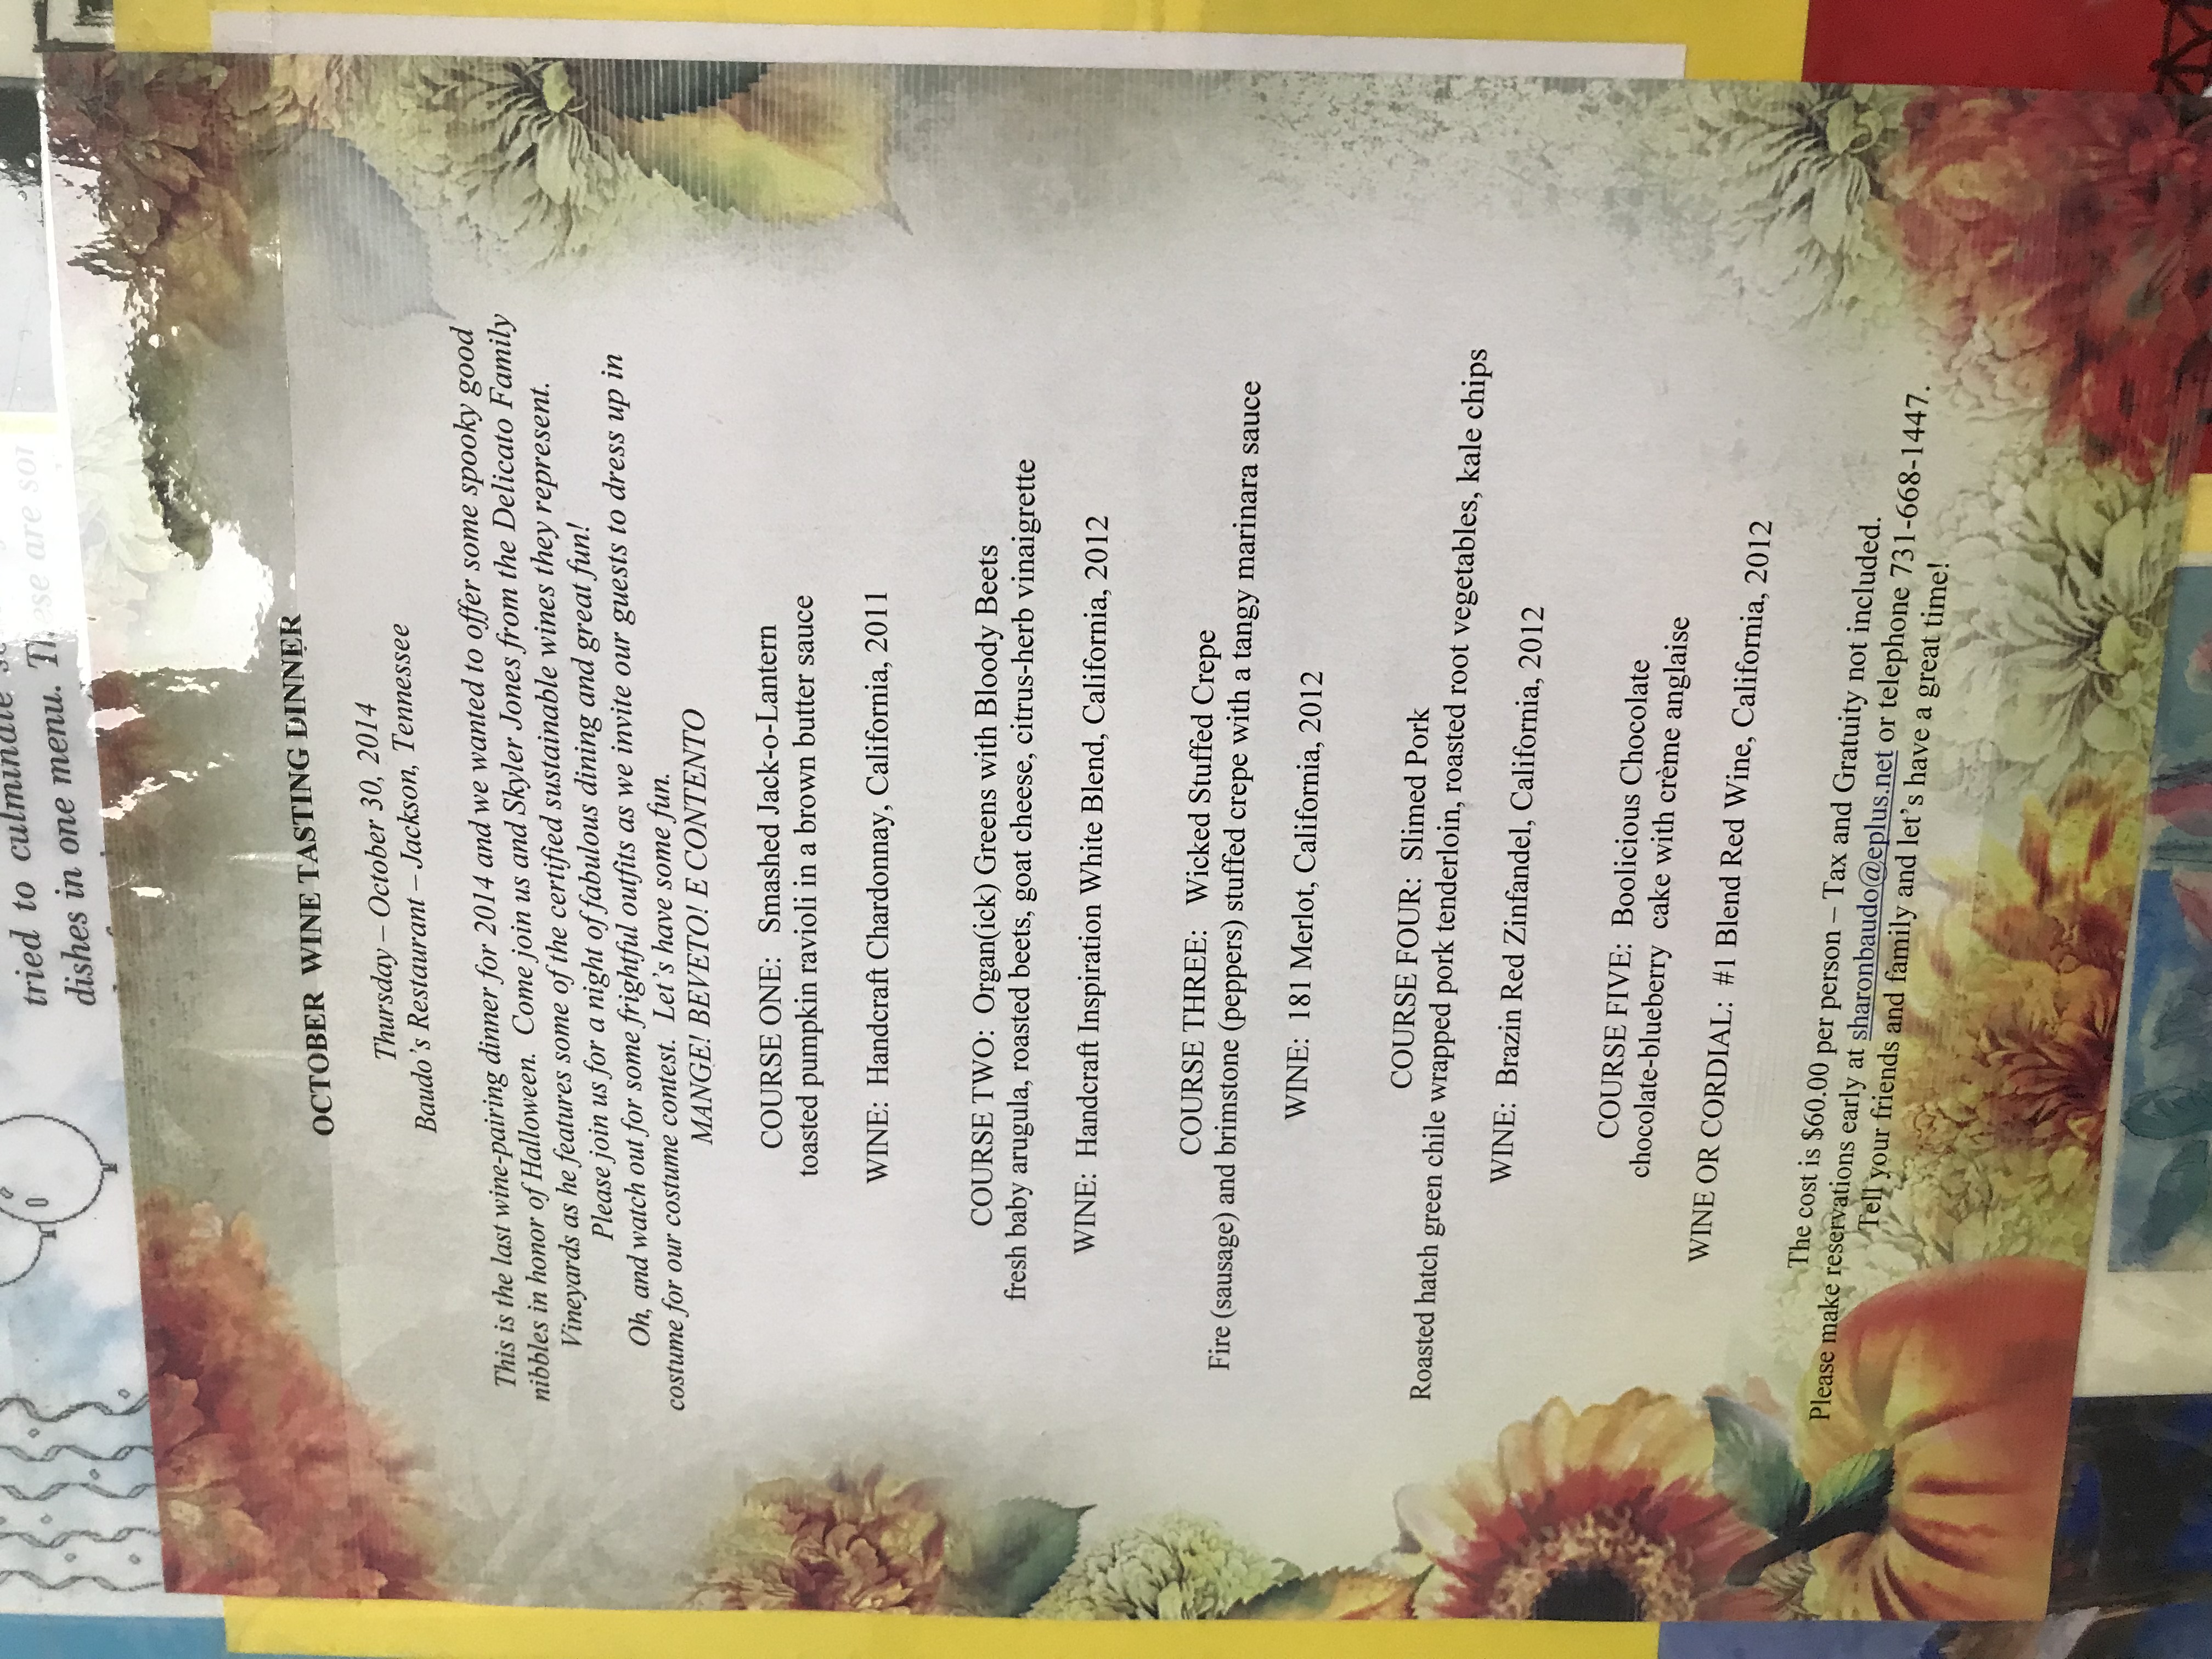 tried to culminate
dishes in one menu. These are
OCTOBER WINE TASTING DINNER
Thursday – October 30, 2014
Baudo's Restaurant – Jackson, Tennessee
This is the last wine-pairing dinner for 2014 and we wanted to offer some spooky good
nibbles in honor of Halloween. Come join us and Skyler Jones from the Delicato Family
Vineyards as he features some of the certified sustainable wines they represent.
Please join us for a night of fabulous dining and great fun!
Oh, and watch out for some frightful outfits as we invite our guests to dress up in
costume for our costume contest. Let's have some fun.
MANGE! BEVETO! E CONTENTO
COURSE ONE: Smashed Jack-o-Lantern
toasted pumpkin ravioli in a brown butter sauce
WINE: Handcraft Chardonnay, California, 2011
COURSE TWO: Organ(ick) Greens with Bloody Beets
fresh baby arugula, roasted beets, goat cheese, citrus-herb vinaigrette
WINE: Handcraft Inspiration White Blend, California, 2012
COURSE THREE: Wicked Stuffed Crepe
Fire (sausage) and brimstone (peppers) stuffed crepe with a tangy marinara sauce
WINE: 181 Merlot, California, 2012
COURSE FOUR: Slimed Pork
Roasted hatch green chile wrapped pork tenderloin, roasted root vegetables, kale chips
WINE: Brazin Red Zinfandel, California, 2012
COURSE FIVE: Boolicious Chocolate
chocolate-blueberry cake with crème anglaise
WINE OR CORDIAL: #1 Blend Red Wine, California, 2012
The cost is $60.00 per person – Tax and Gratuity not included.
Please make reservations early at sharonbaudo@eplus.net or telephone 731-668-1447.
Tell your friends and family and let's have a great time!